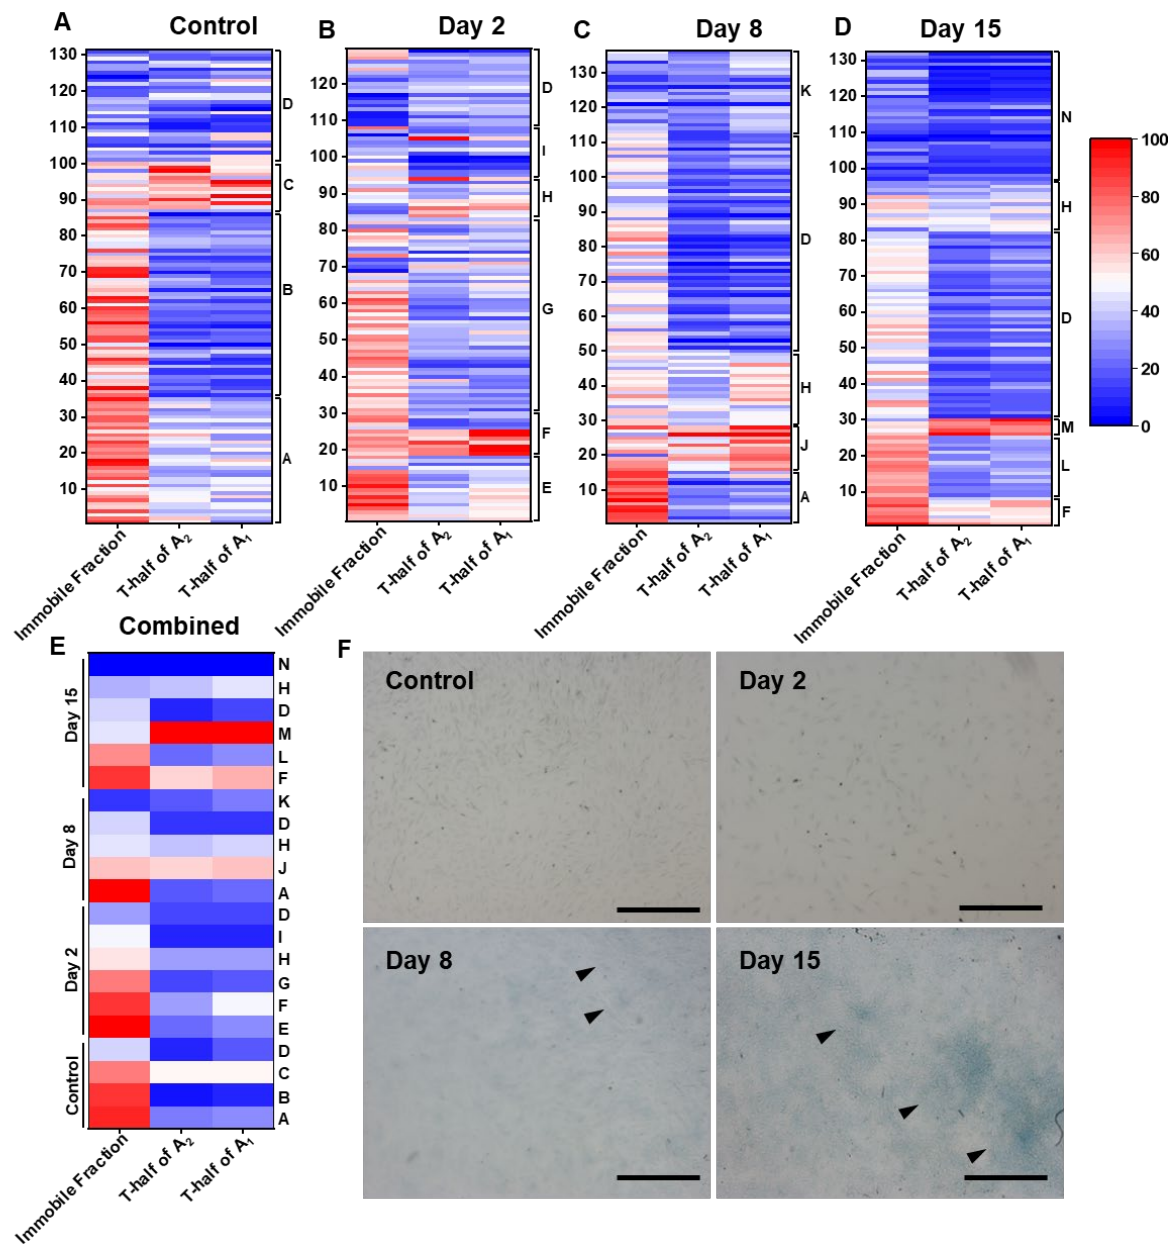 A Control
B Day 2
C Day 8
D Day 15
130
120
110
100
90
80
70
60
50
40
30
20
10
D
C
B
A
Immobile Fraction
T-half of A₂
T-half of A₁
120
110
100
90
80
70
60
50
40
30
20
10
D
I
H
G
F
E
Immobile Fraction
T-half of A₂
T-half of A₁
130
120
110
100
90
80
70
60
50
40
30
20
10
K
D
H
J
A
Immobile Fraction
T-half of A₂
T-half of A₁
130
120
110
100
90
80
70
60
50
40
30
20
10
N
H
D
M
L
F
Immobile Fraction
T-half of A₂
T-half of A₁
100
80
60
40
20
0
E Combined
Day 15
Day 8
Day 2
Control
N
H
D
M
L
F
K
D
H
J
A
D
I
H
G
F
E
D
C
B
A
Immobile Fraction
T-half of A₂
T-half of A₁
F
Control
Day 2
Day 8
Day 15